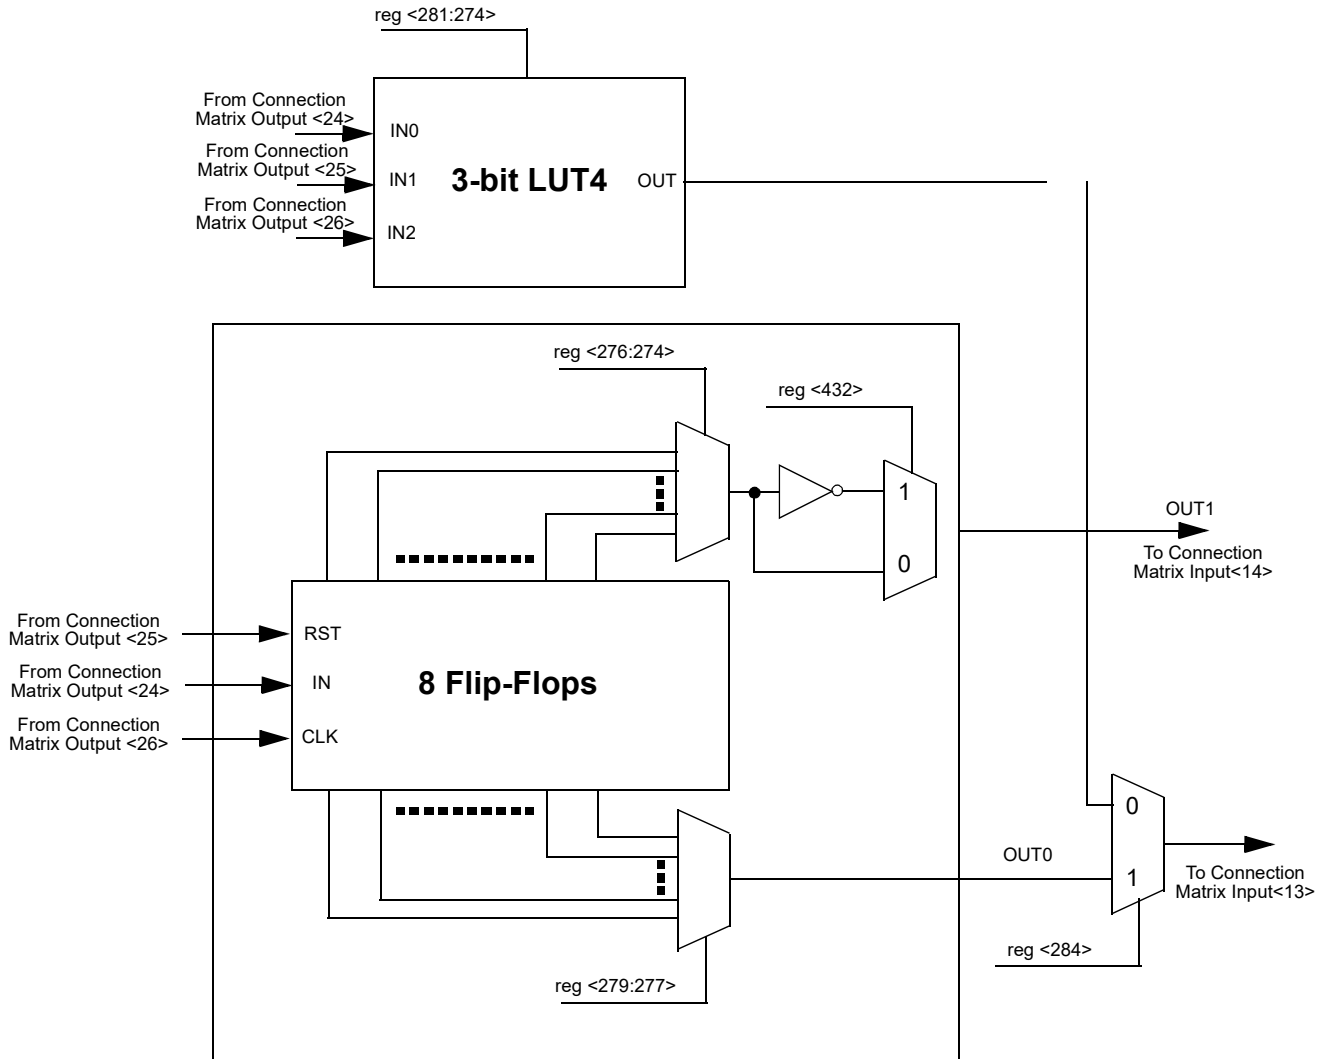 reg <281:274>
From Connection
Matrix Output <24>
IN0
From Connection
Matrix Output <25>
IN1
3-bit LUT4
OUT
From Connection
Matrix Output <26>
IN2
reg <276:274>
reg <432>
1
0
OUT1
To Connection
Matrix Input<14>
From Connection
Matrix Output <25>
RST
From Connection
Matrix Output <24>
IN
8 Flip-Flops
From Connection
Matrix Output <26>
CLK
0
OUT0
1
To Connection
Matrix Input<13>
reg <284>
reg <279:277>